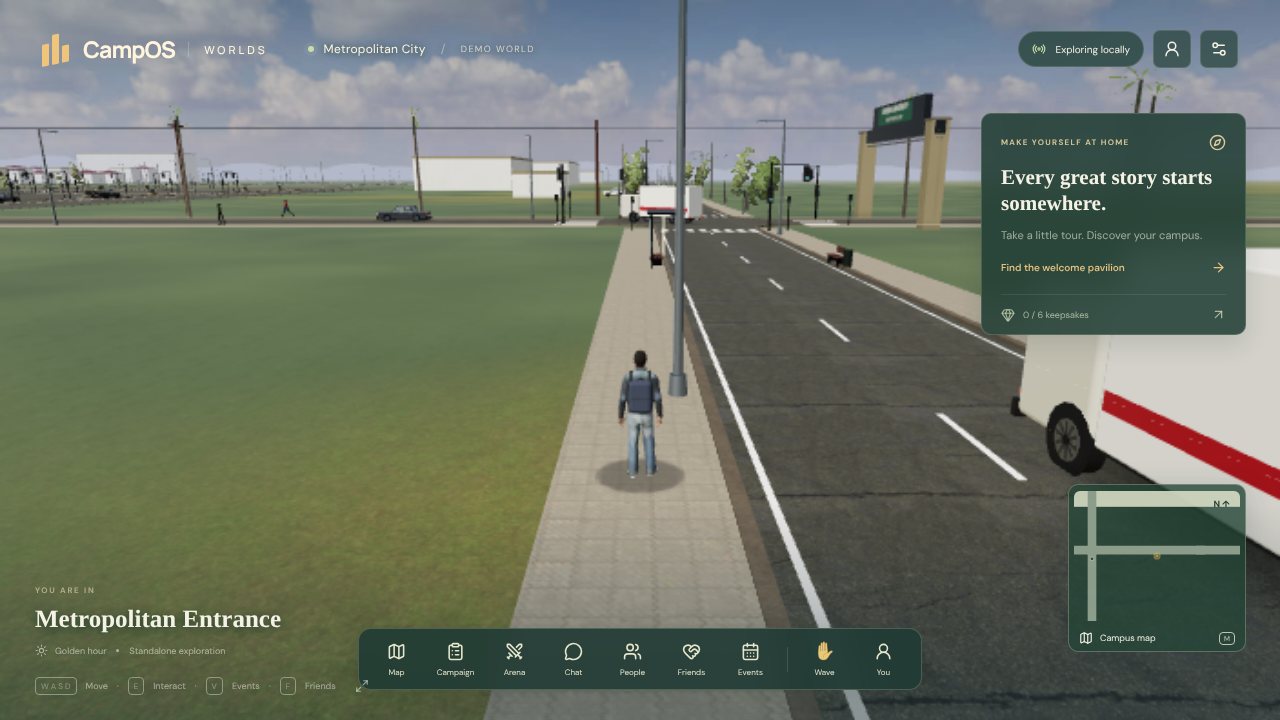 CampOS WORLDS Metropolitan City / DEMO WORLD
Exploring locally
MAKE YOURSELF AT HOME
Every great story starts
somewhere.
Take a little tour. Discover your campus.
Find the welcome pavilion
0 / 6 keepsakes
N
Campus map M
YOU ARE IN
Metropolitan Entrance
Golden hour • Standalone exploration
WASD Move · E Interact · V Events · F Friends
Map Campaign Arena Chat People Friends Events Wave You